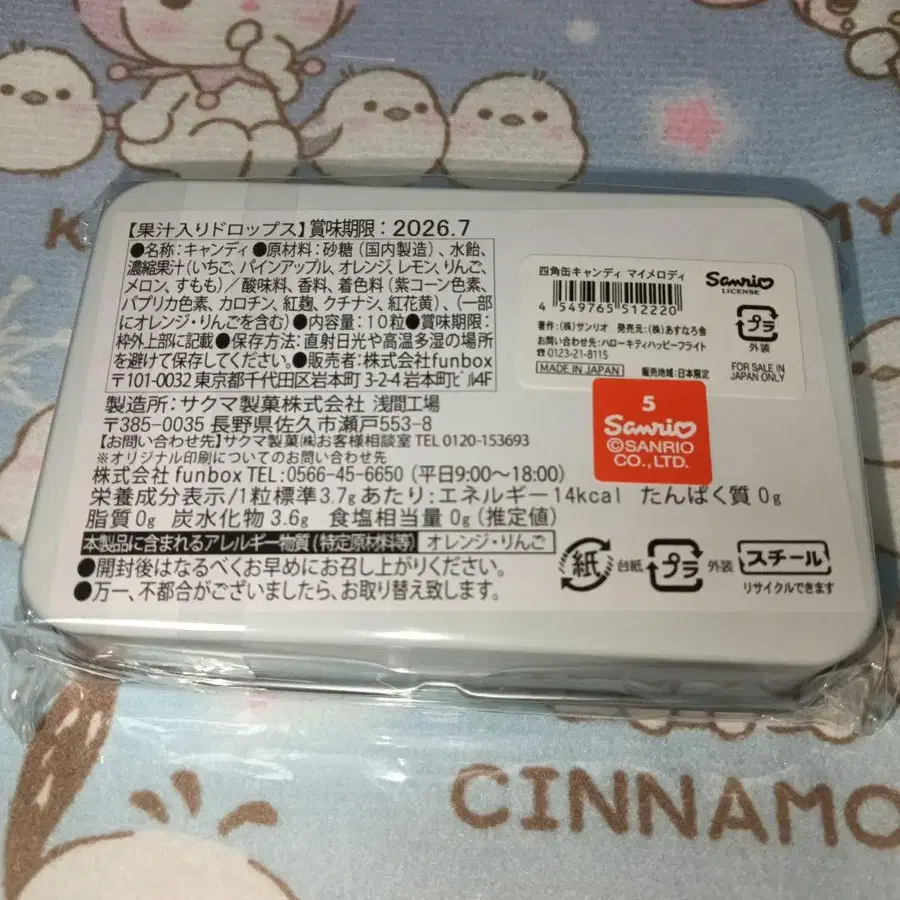 【果汁入りドロップス】賞味期限：2026.7
●名称：キャンディ●原材料：砂糖（国内製造）、水飴、
濃縮果汁（いちご、パインアップル、オレンジ、レモン、りんご、
メロン、すもも）／酸味料、香料、着色料（紫コーン色素、
パプリカ色素、カロチン、紅麹、クチナシ、紅花黄）、（一部
にオレンジ・りんごを含む）●内容量：10粒●賞味期限：
枠外上部に記載●保存方法：直射日光や高温多湿の場所
を避けて保存してください。●販売者：株式会社funbox
〒101-0032 東京都千代田区岩本町 3-2-4 岩本町ビル4F
製造所：サクマ製菓株式会社 浅間工場
〒385-0035 長野県佐久市瀬戸553-8
【お問い合わせ先】サクマ製菓㈱お客様相談室 TEL 0120-153693
※オリジナル印刷についてのお問い合わせ先
株式会社 funbox TEL：0566-45-6650（平日9:00～18:00）
栄養成分表示/1粒標準3.7gあたり：エネルギー14kcal たんぱく質 0g
脂質0g 炭水化物 3.6g 食塩相当量 0g（推定値）
本製品に含まれるアレルギー物質（特定原材料等） オレンジ・りんご
●開封後はなるべくお早めにお召し上がりください。
●万一、不都合がございましたら、お取り替え致します。
四角缶キャンディ マイメロディ
4 549765 512220
著作：（株）サンリオ 発売元：（株）あすなろ舎
お問い合わせ先：ハローキティハッピーフライト
☎0123-21-8115
MADE IN JAPAN 販売地域：日本限定
Sanrio
LICENSE
プラ
外装
FOR SALE IN
JAPAN ONLY
5
Sanrio
©SANRIO
CO., LTD.
紙 台紙 プラ 外装 スチール
リサイクルできます
K
MY
CINNAMO